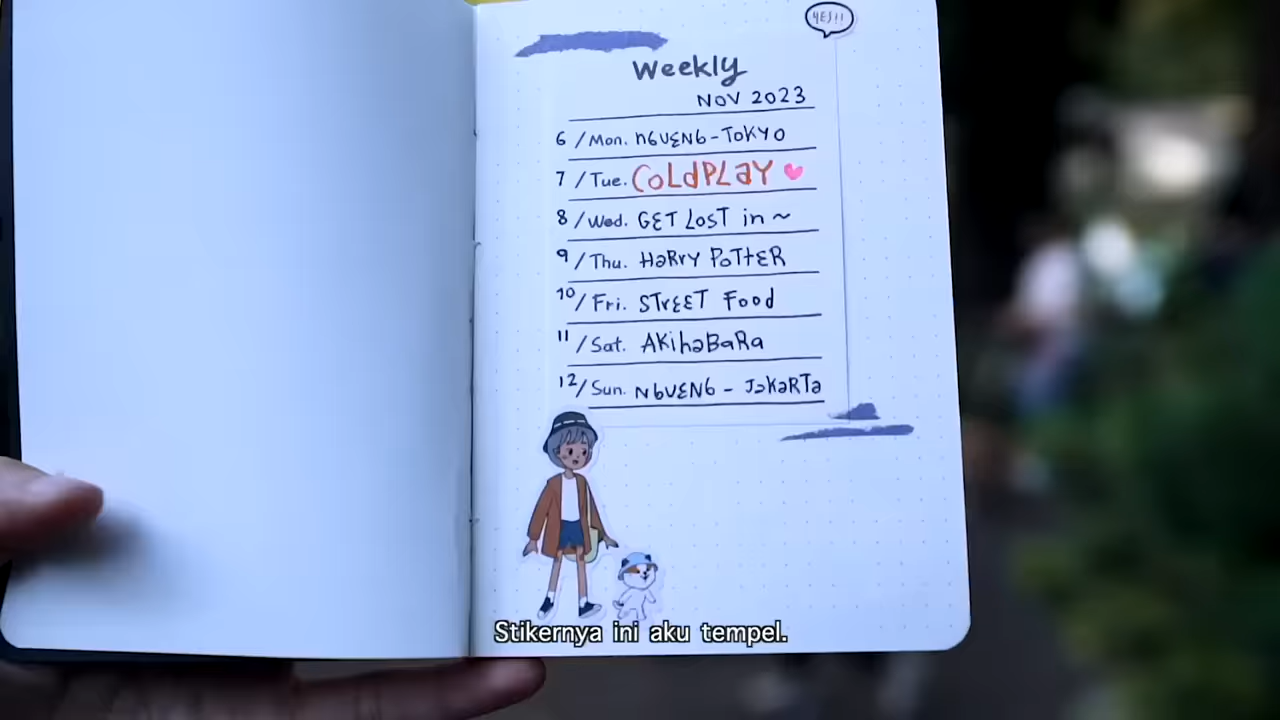 YES!!
Weekly
NOV 2023
6 / Mon. NGUENG - TOKYO
7 / Tue. COLDPLAY
8 / Wed. GET LOST in ~
9 / Thu. HARRY POTTER
10 / Fri. STREET Food
11 / Sat. AKIHABARA
12 / Sun. NGUENG - JAKARTA
Stikernya ini aku tempel.